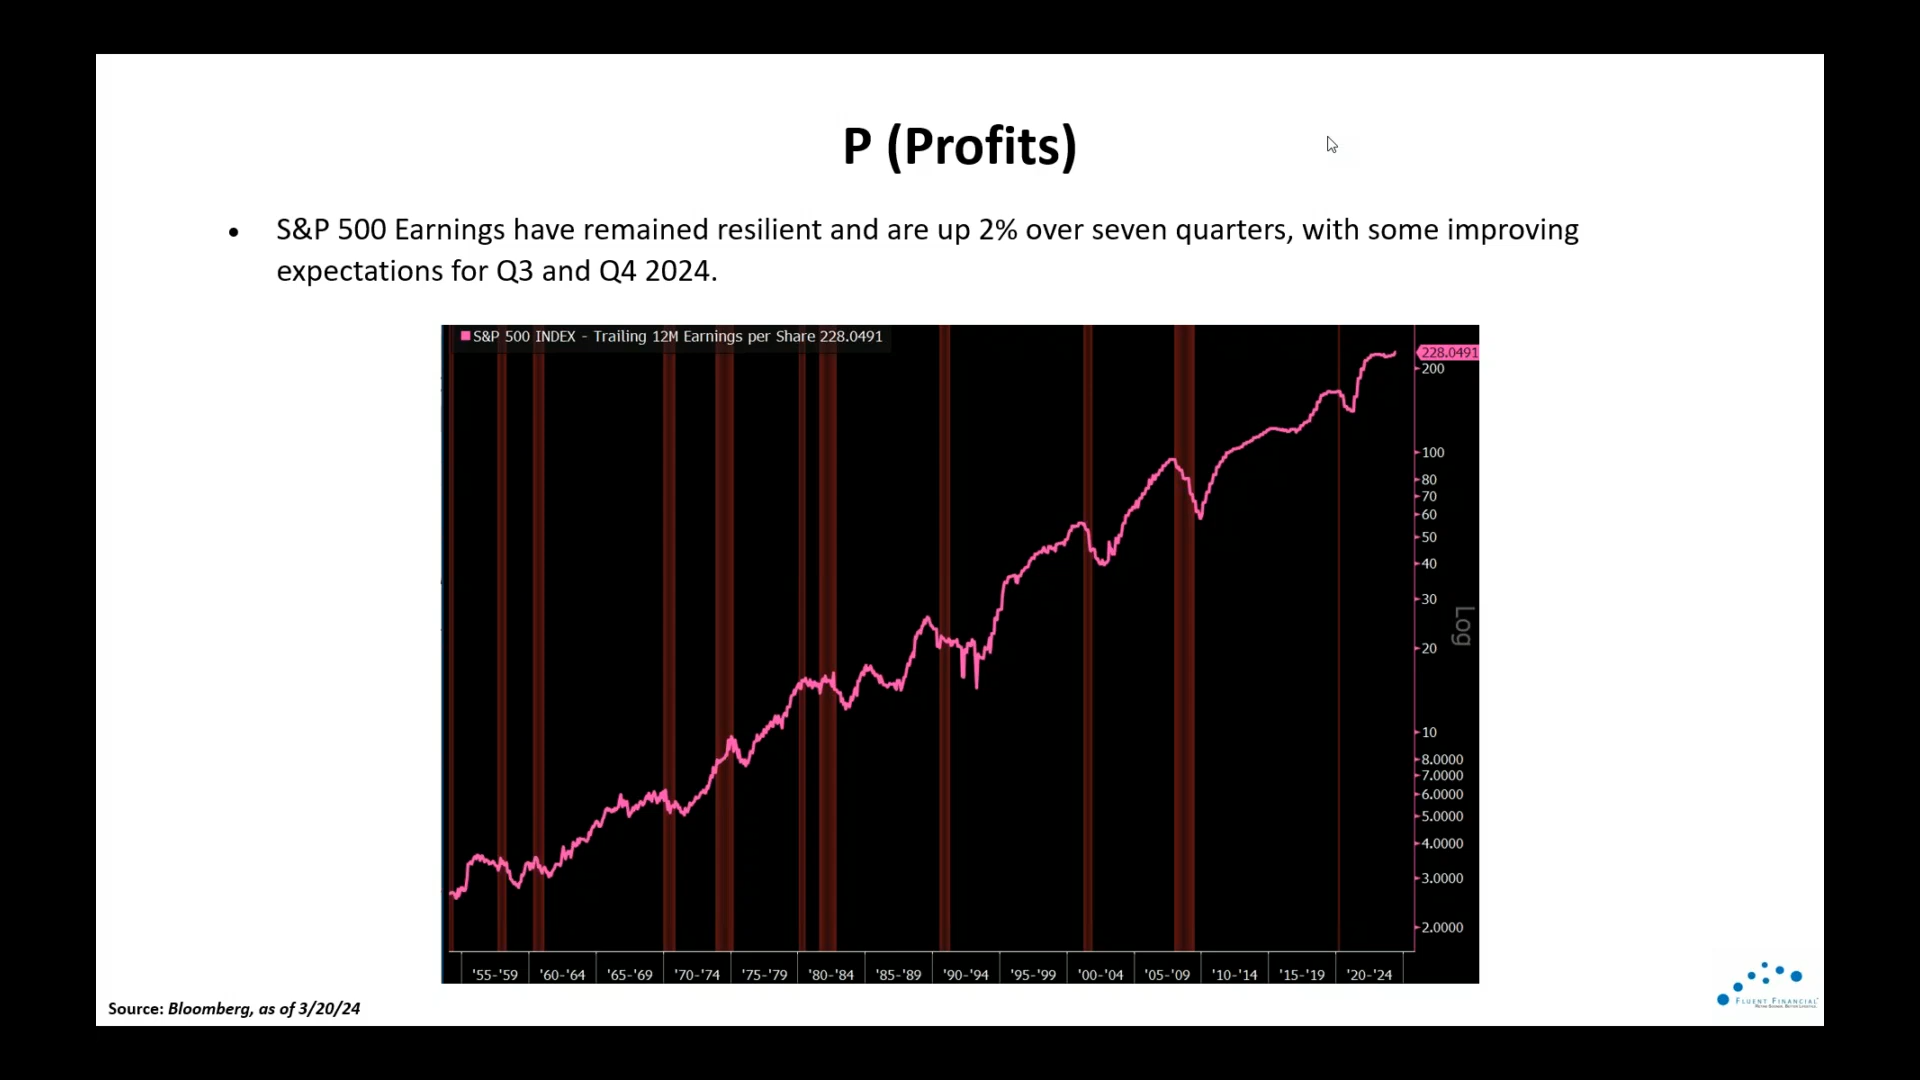 P (Profits)
• S&P 500 Earnings have remained resilient and are up 2% over seven quarters, with some improving
expectations for Q3 and Q4 2024.
S&P 500 INDEX - Trailing 12M Earnings per Share 228.0491
228.0491
200
100
80
70
60
50
40
30
Log
20
10
8.0000
7.0000
6.0000
5.0000
4.0000
3.0000
2.0000
'55-'59 '60-'64 '65-'69 '70-'74 '75-'79 '80-'84 '85-'89 '90-'94 '95-'99 '00-'04 '05-'09 '10-'14 '15-'19 '20-'24
Fluent Financial
Source: Bloomberg, as of 3/20/24